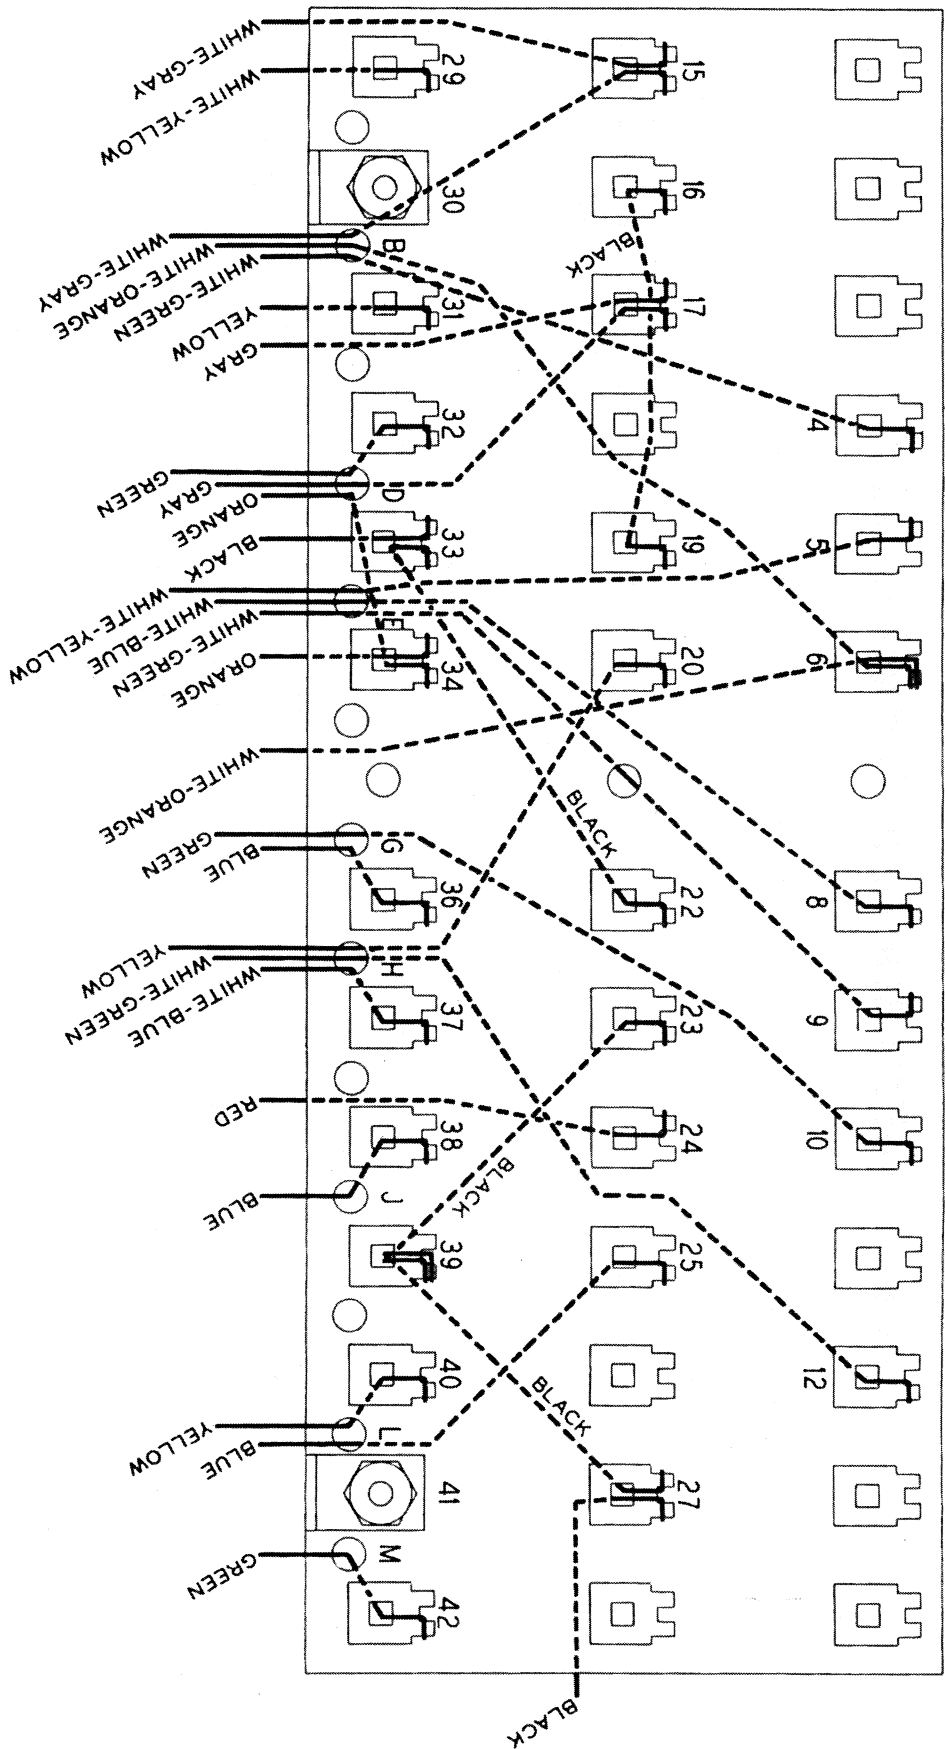 WHITE-GRAY
29
15
WHITE-YELLOW
30
16
BLACK
B
WHITE-GRAY
WHITE-ORANGE
WHITE-GREEN
31
17
YELLOW
GRAY
32
4
GREEN
GRAY
ORANGE
D
33
19
5
BLACK
WHITE-YELLOW
WHITE-BLUE
WHITE-GREEN
E
34
20
6
ORANGE
WHITE-ORANGE
BLACK
GREEN
BLUE
G
36
22
8
YELLOW
WHITE-GREEN
WHITE-BLUE
H
37
23
9
RED
38
24
10
BLACK
BLUE
J
39
25
40
12
BLACK
YELLOW
BLUE
L
41
27
GREEN
M
42
BLACK